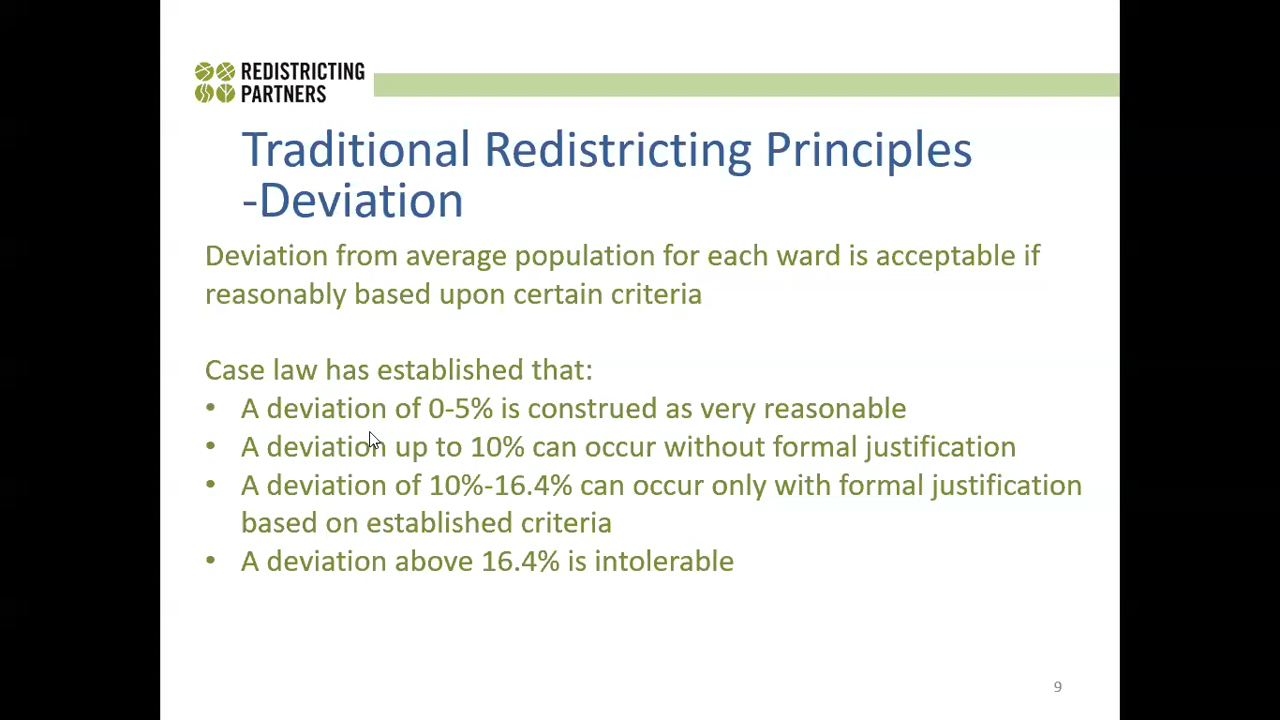 REDISTRICTING
PARTNERS
Traditional Redistricting Principles
-Deviation
Deviation from average population for each ward is acceptable if
reasonably based upon certain criteria
Case law has established that:
• A deviation of 0-5% is construed as very reasonable
• A deviation up to 10% can occur without formal justification
• A deviation of 10%-16.4% can occur only with formal justification
based on established criteria
• A deviation above 16.4% is intolerable
9